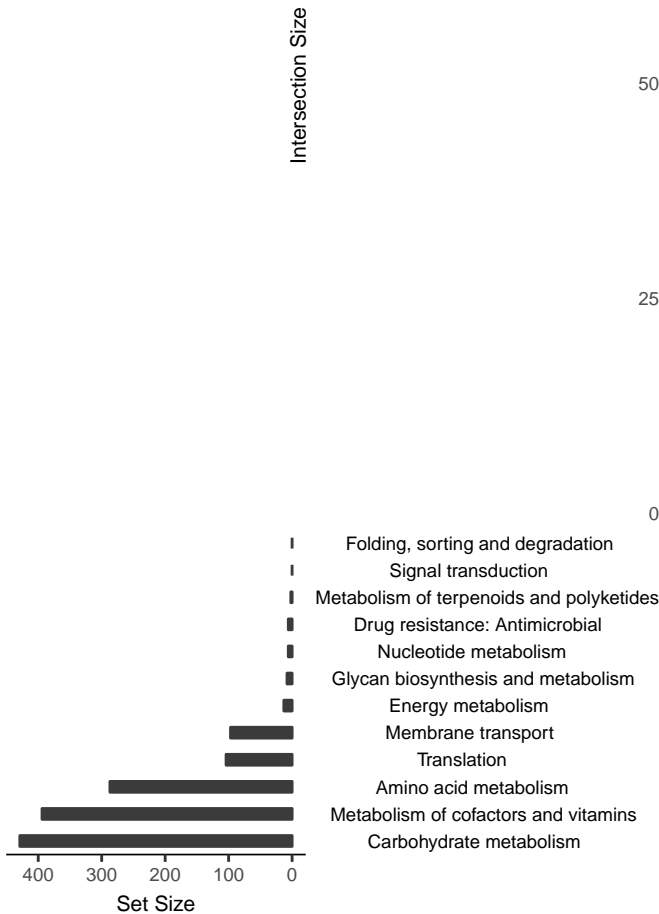 Intersection Size
50
25
0
Folding, sorting and degradation
Signal transduction
Metabolism of terpenoids and polyketides
Drug resistance: Antimicrobial
Nucleotide metabolism
Glycan biosynthesis and metabolism
Energy metabolism
Membrane transport
Translation
Amino acid metabolism
Metabolism of cofactors and vitamins
Carbohydrate metabolism
400 300 200 100 0
Set Size